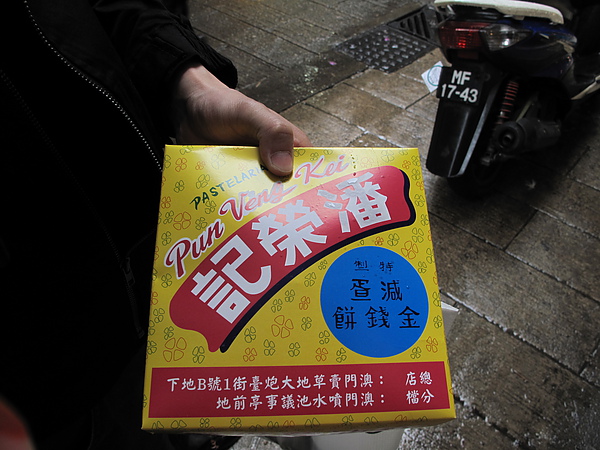 PASTELARIA
Pun Veng Kei
潘榮記
特製
減疍
金錢餅
總店：澳門賣草地大炮臺街1號B地下
分檔：澳門噴水池議事亭前地
MF
17-43